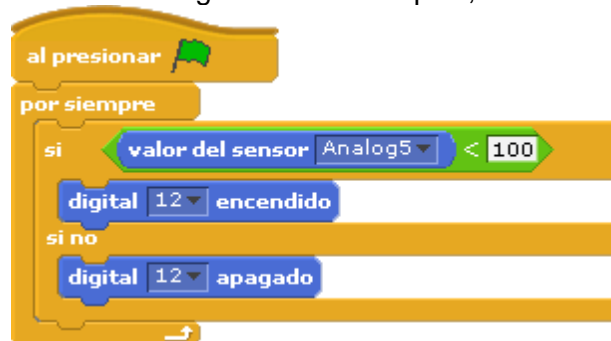 al presionar
por siempre
si valor del sensor Analog5 < 100
digital 12 encendido
si no
digital 12 apagado